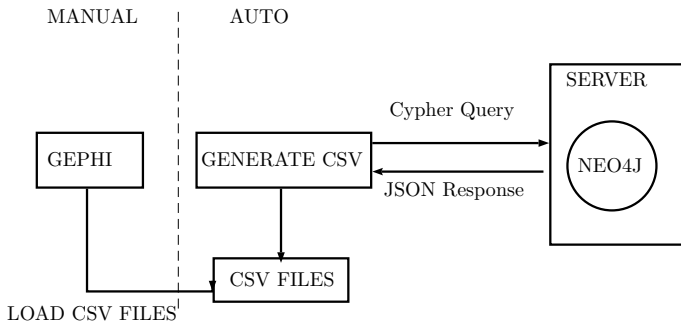 MANUAL
AUTO
SERVER
Cypher Query
GEPHI
GENERATE CSV
NEO4J
JSON Response
CSV FILES
LOAD CSV FILES